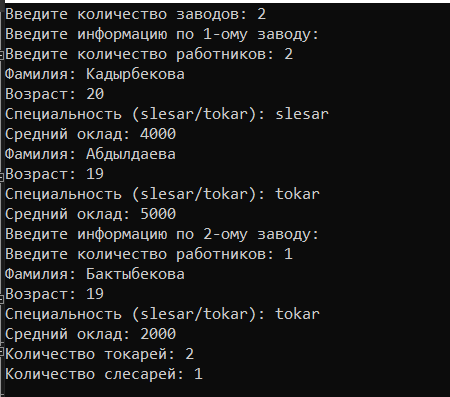 Введите количество заводов: 2
Введите информацию по 1-ому заводу:
Введите количество работников: 2
Фамилия: Кадырбекова
Возраст: 20
Специальность (slesar/tokar): slesar
Средний оклад: 4000
Фамилия: Абдылдаева
Возраст: 19
Специальность (slesar/tokar): tokar
Средний оклад: 5000
Введите информацию по 2-ому заводу:
Введите количество работников: 1
Фамилия: Бактыбекова
Возраст: 19
Специальность (slesar/tokar): tokar
Средний оклад: 2000
Количество токарей: 2
Количество слесарей: 1